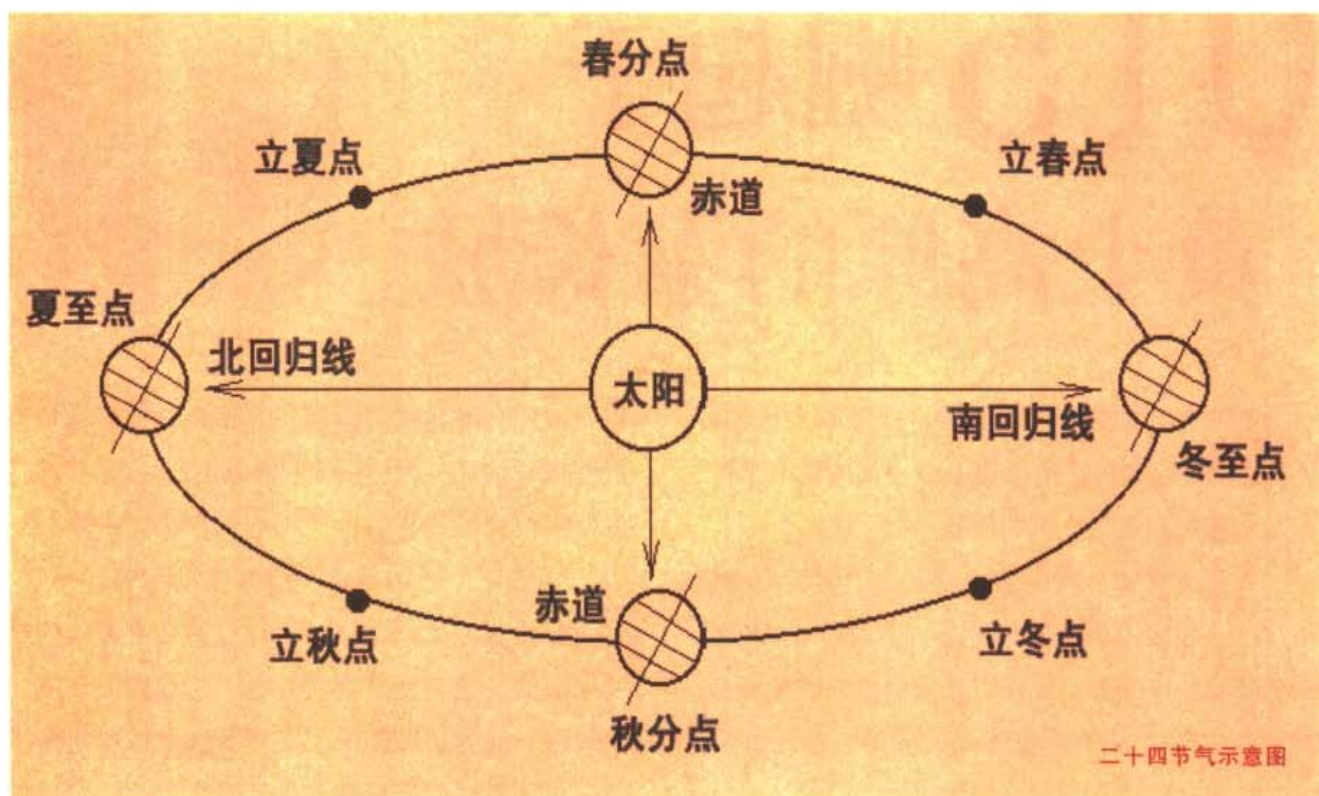 春分点
立夏点
立春点
赤道
夏至点
北回归线
太阳
南回归线
冬至点
赤道
立秋点
立冬点
秋分点
二十四节气示意图